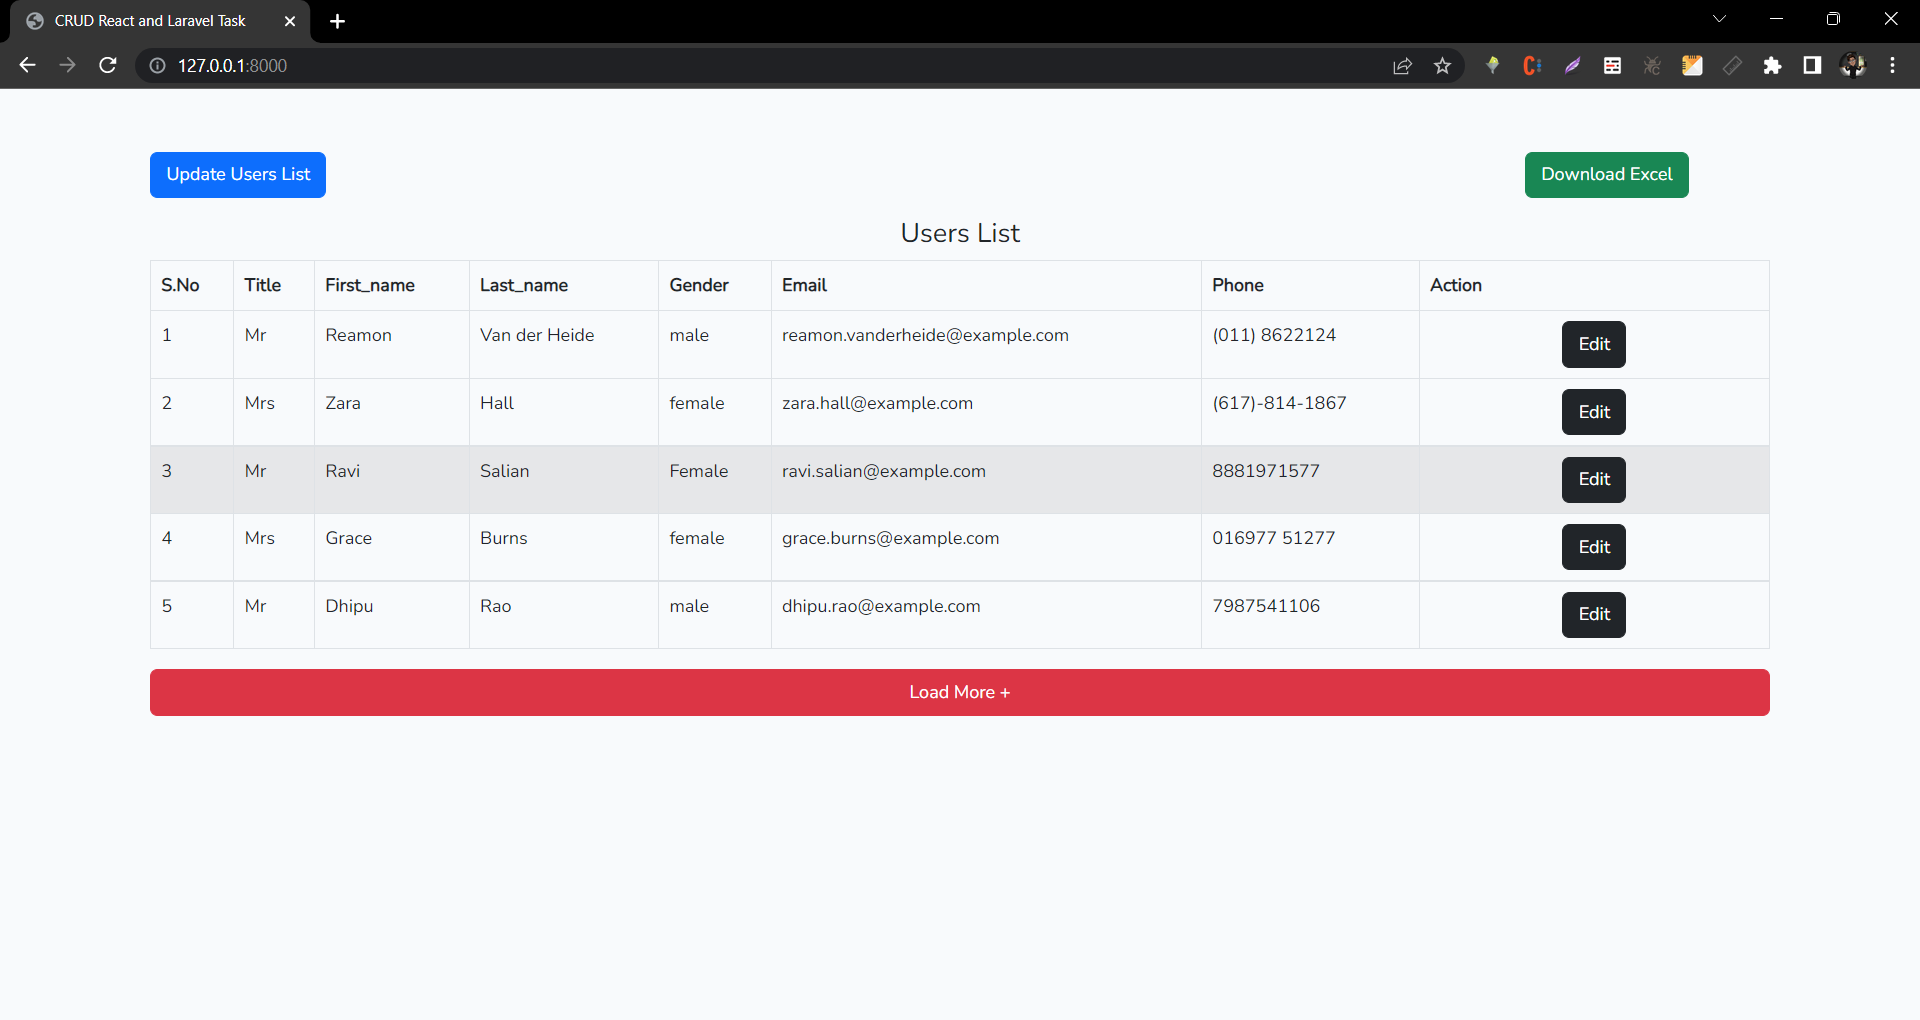 CRUD React and Laravel Task
127.0.0.1:8000
Update Users List
Download Excel
Users List
S.No Title First_name Last_name Gender Email Phone Action
1 Mr Reamon Van der Heide male reamon.vanderheide@example.com (011) 8622124 Edit
2 Mrs Zara Hall female zara.hall@example.com (617)-814-1867 Edit
3 Mr Ravi Salian Female ravi.salian@example.com 8881971577 Edit
4 Mrs Grace Burns female grace.burns@example.com 016977 51277 Edit
5 Mr Dhipu Rao male dhipu.rao@example.com 7987541106 Edit
Load More +